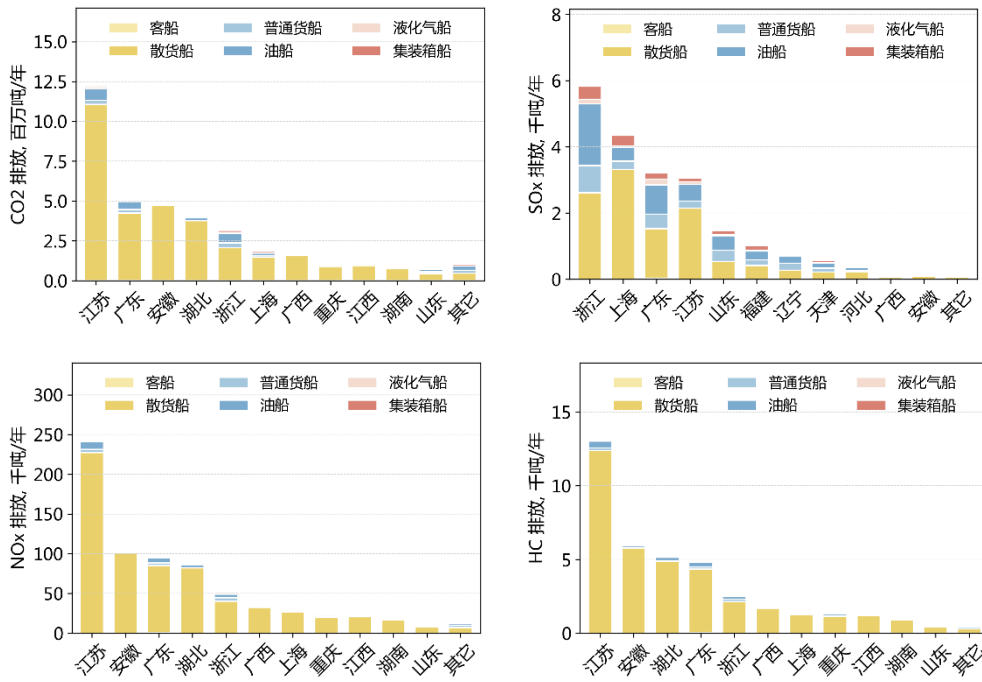 CO2 排放, 百万吨/年
15.0
12.5
10.0
7.5
5.0
2.5
0.0
客船 普通货船 液化气船
散货船 油船 集装箱船
江苏 广东 安徽 湖北 浙江 上海 广西 重庆 江西 湖南 山东 其它
SOx 排放, 千吨/年
8
6
4
2
0
客船 普通货船 液化气船
散货船 油船 集装箱船
浙江 上海 广东 江苏 山东 福建 辽宁 天津 河北 广西 安徽 其它
NOx 排放, 千吨/年
300
250
200
150
100
50
0
客船 普通货船 液化气船
散货船 油船 集装箱船
江苏 安徽 广东 湖北 浙江 广西 上海 重庆 江西 湖南 山东 其它
HC 排放, 千吨/年
15
10
5
0
客船 普通货船 液化气船
散货船 油船 集装箱船
江苏 安徽 湖北 广东 浙江 广西 上海 重庆 江西 湖南 山东 其它